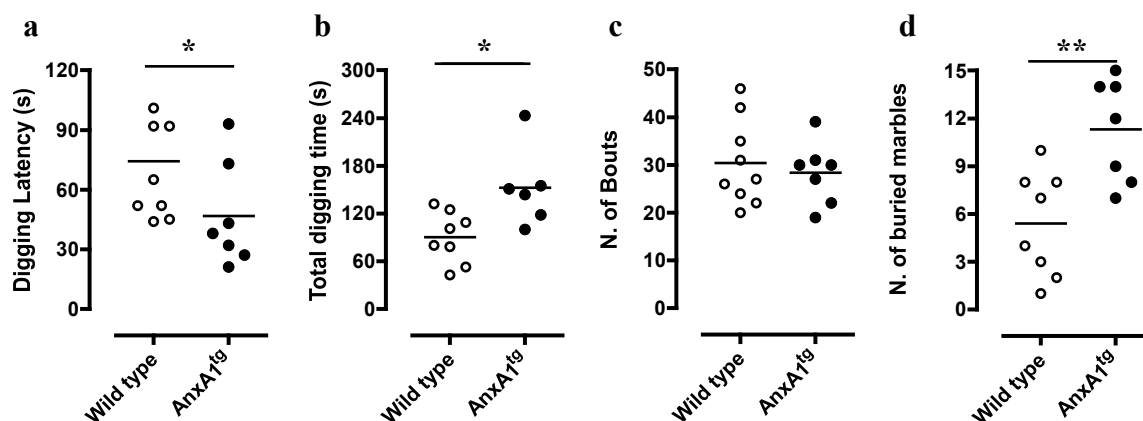 a
*
Digging Latency (s)
120
90
60
30
0
Wild type
AnxA1tg
b
*
Total digging time (s)
300
240
180
120
60
0
Wild type
AnxA1tg
c
N. of Bouts
50
40
30
20
10
0
Wild type
AnxA1tg
d
**
N. of buried marbles
15
12
9
6
3
0
Wild type
AnxA1tg